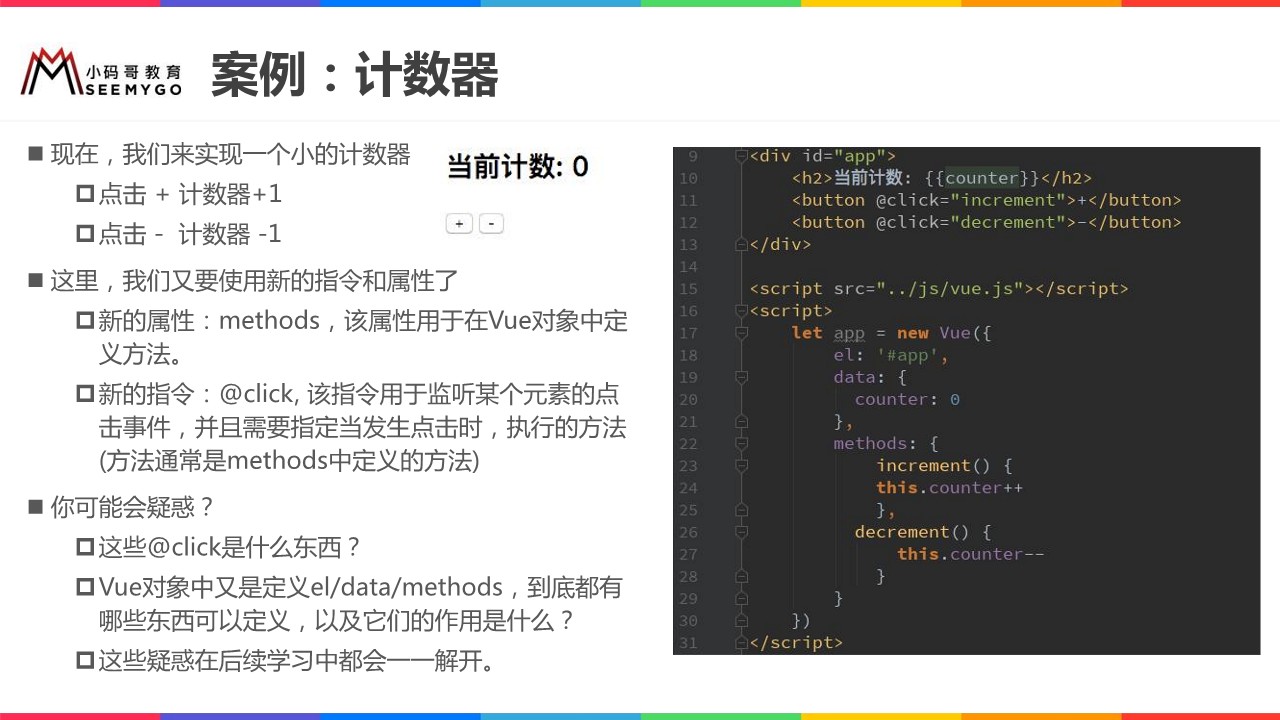 小码哥教育
SEEMYGO
案例：计数器
现在，我们来实现一个小的计数器
点击 + 计数器+1
点击 - 计数器 -1
当前计数: 0
+ -
这里，我们又要使用新的指令和属性了
新的属性：methods，该属性用于在Vue对象中定
义方法。
新的指令：@click, 该指令用于监听某个元素的点
击事件，并且需要指定当发生点击时，执行的方法
(方法通常是methods中定义的方法)
你可能会疑惑？
这些@click是什么东西？
Vue对象中又是定义el/data/methods，到底都有
哪些东西可以定义，以及它们的作用是什么？
这些疑惑在后续学习中都会一一解开。
9 <div id="app">
10 <h2>当前计数: {{counter}}</h2>
11 <button @click="increment">+</button>
12 <button @click="decrement">-</button>
13 </div>
14
15 <script src="../js/vue.js"></script>
16 <script>
17 let app = new Vue({
18 el: '#app',
19 data: {
20 counter: 0
21 },
22 methods: {
23 increment() {
24 this.counter++
25 },
26 decrement() {
27 this.counter--
28 }
29 }
30 })
31 </script>